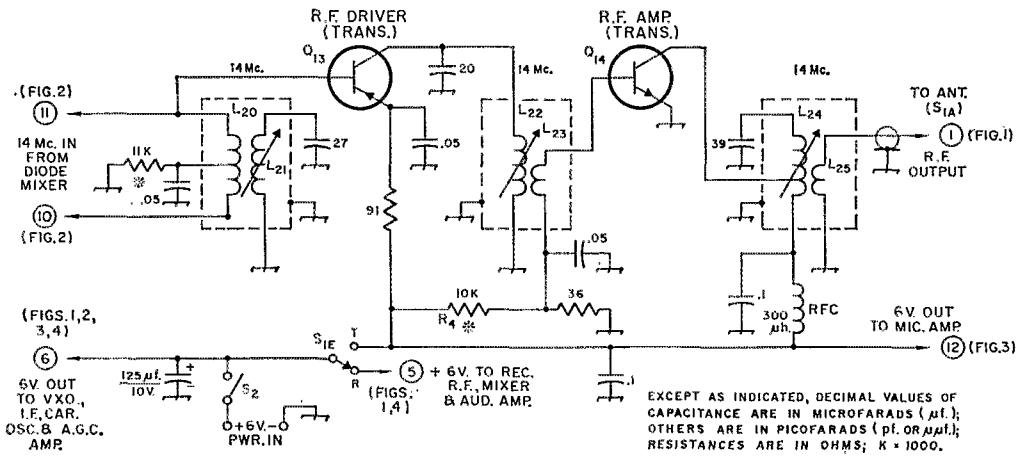 R.F. DRIVER
(TRANS.)
Q13
R.F. AMP.
(TRANS.)
Q14
14 Mc.
20
14 Mc.
14 Mc.
(FIG.2)
11
L20
L21
27
.05
L22
L23
39
L24
L25
TO ANT.
(S1A)
1 (FIG.1)
R.F.
OUTPUT
14 Mc. IN
FROM
DIODE
MIXER
11K
※
.05
10
(FIG.2)
91
.05
10K
R4 ※
36
.1
300
μh.
RFC
6V. OUT
TO MIC. AMP.
12 (FIG.3)
(FIGS. 1, 2,
3, 4)
6
6V. OUT
TO VXO.,
I.F., CAR.
OSC. & A.G.C.
AMP.
125μf.
10V.
+
S2
+6V.-
PWR. IN
S1E
T
R
5
(FIGS.
1,4)
+ 6V. TO REC.
R.F., MIXER
& AUD. AMP.
.1
EXCEPT AS INDICATED, DECIMAL VALUES OF
CAPACITANCE ARE IN MICROFARADS (μf.);
OTHERS ARE IN PICOFARADS (pf. OR μμf.);
RESISTANCES ARE IN OHMS; K = 1000.